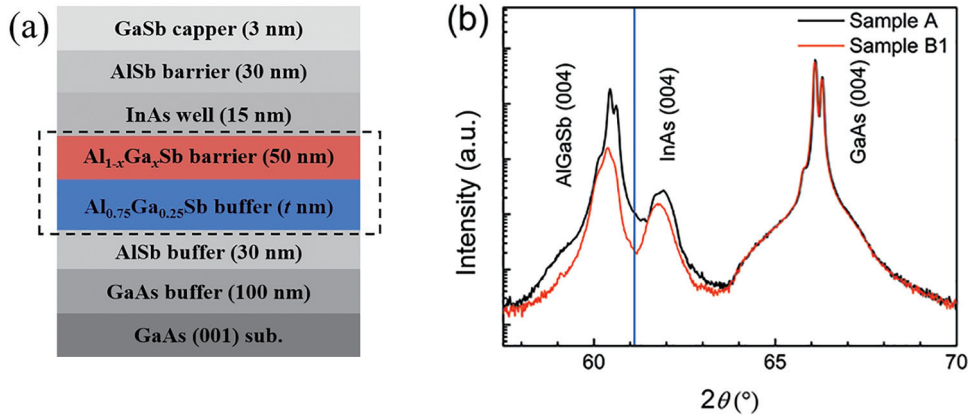 (a)
GaSb capper (3 nm)
AlSb barrier (30 nm)
InAs well (15 nm)
Al₁₋ₓGaₓSb barrier (50 nm)
Al₀.₇₅Ga₀.₂₅Sb buffer (t nm)
AlSb buffer (30 nm)
GaAs buffer (100 nm)
GaAs (001) sub.
(b)
Sample A
Sample B1
AlGaSb (004)
InAs (004)
GaAs (004)
Intensity (a.u.)
60
65
70
2θ (°)